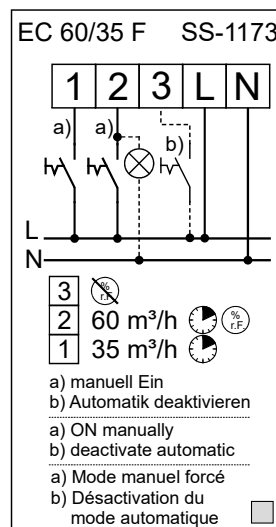 EC 60/35 F SS-1173
1 2 3 L N
a) a) b)
L
N
3 % r.F.
2 60 m³/h % r.F.
1 35 m³/h
a) manuell Ein
b) Automatik deaktivieren
a) ON manually
b) deactivate automatic
a) Mode manuel forcé
b) Désactivation du
mode automatique